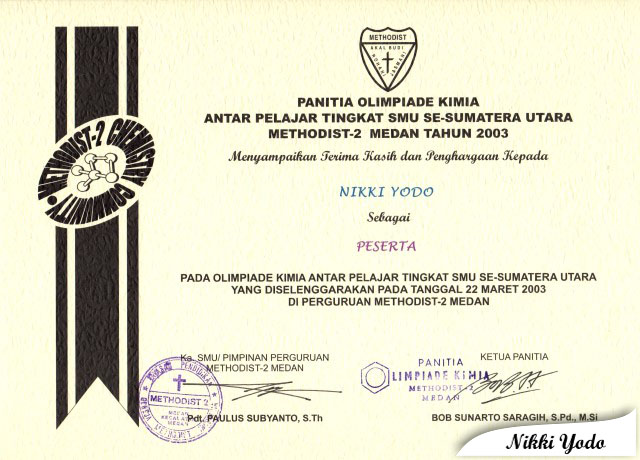 METHODIST
AKAL BUDI
ROHANI
JASMANI
PANITIA OLIMPIADE KIMIA
ANTAR PELAJAR TINGKAT SMU SE-SUMATERA UTARA
METHODIST-2 MEDAN TAHUN 2003
Menyampaikan Terima Kasih dan Penghargaan Kepada
METHODIST-2 CHEMISTRY COMMUNITY
NIKKI YODO
Sebagai
PESERTA
PADA OLIMPIADE KIMIA ANTAR PELAJAR TINGKAT SMU SE-SUMATERA UTARA
YANG DISELENGGARAKAN PADA TANGGAL 22 MARET 2003
DI PERGURUAN METHODIST-2 MEDAN
Ka. SMU/ PIMPINAN PERGURUAN
METHODIST-2 MEDAN
METHODIST 2
MEDAN
Pdt. PAULUS SUBYANTO, S.Th
KETUA PANITIA
PANITIA
OLIMPIADE KIMIA
METHODIST-2
MEDAN
BOB SUNARTO SARAGIH, S.Pd., M.Si
Nikki Yodo